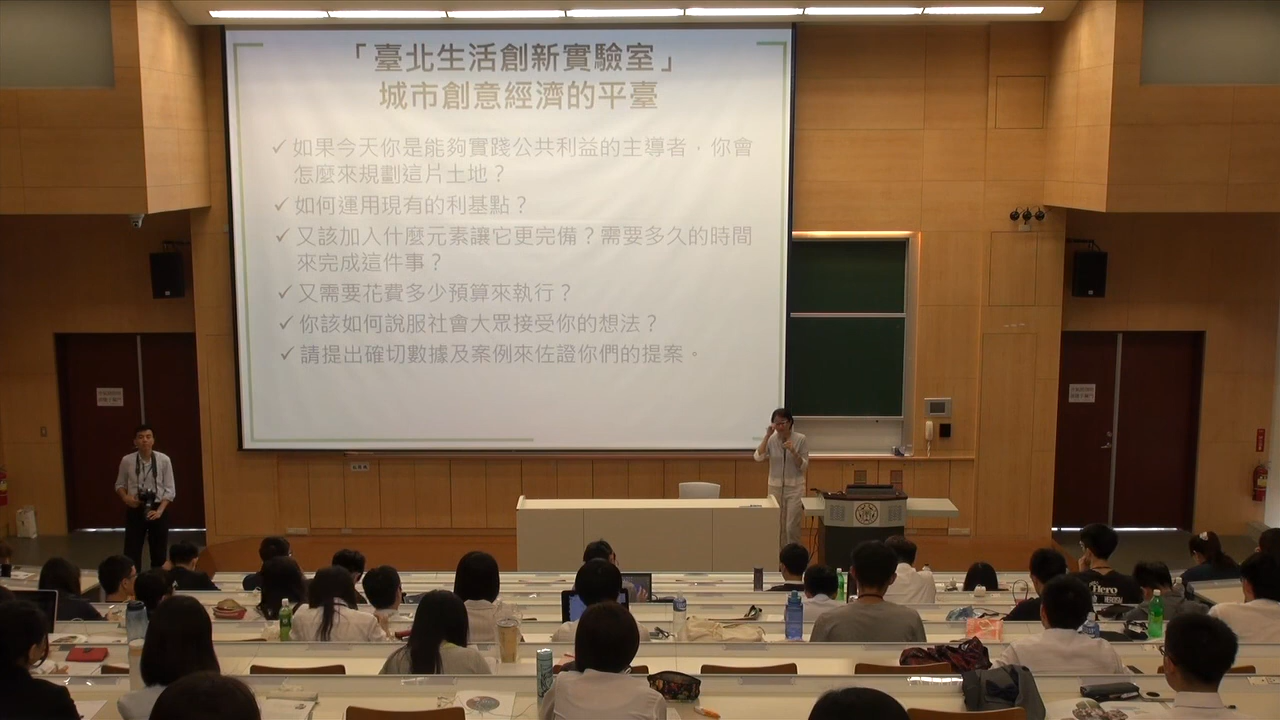 「臺北生活創新實驗室」
城市創意經濟的平臺
✓如果今天你是能夠實踐公共利益的主導者，你會
怎麼來規劃這片土地？
✓如何運用現有的利基點？
✓又該加入什麼元素讓它更完備？需要多久的時間
來完成這件事？
✓又需要花費多少預算來執行？
✓你該如何說服社會大眾接受你的想法？
✓請提出確切數據及案例來佐證你們的提案。
Hero